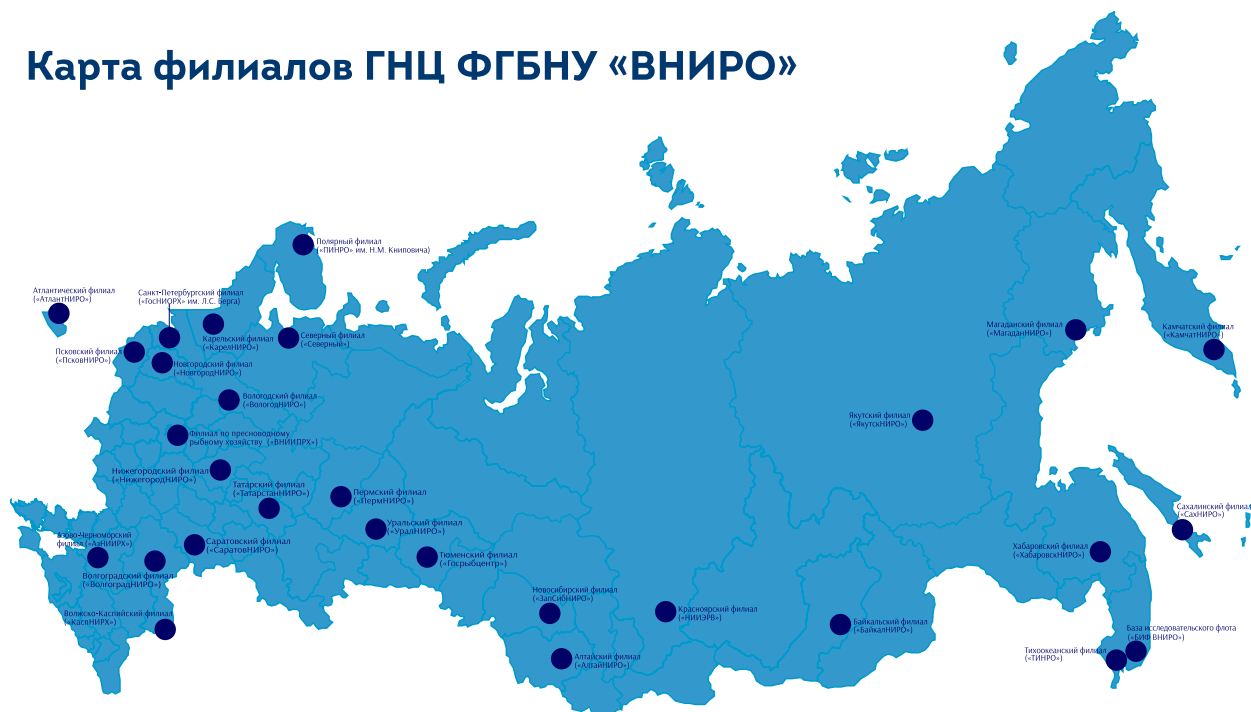 Карта филиалов ГНЦ ФГБНУ «ВНИРО»
Полярный филиал
(«ПИНРО» им. Н.М. Книповича)
Атлантический филиал
(«АтлантНИРО»)
Санкт-Петербургский филиал
(«ГосНИОРХ» им. Л.С. Берга)
Карельский филиал
(«КарелНИРО»)
Северный филиал
(«Северный»)
Псковский филиал
(«ПсковНИРО»)
Новгородский филиал
(«НовгородНИРО»)
Вологодский филиал
(«ВологодНИРО»)
Филиал по пресноводному
рыбному хозяйству («ВНИИПРХ»)
Нижегородский филиал
(«НижегородНИРО»)
Татарский филиал
(«ТатарстанНИРО»)
Пермский филиал
(«ПермНИРО»)
Уральский филиал
(«УралНИРО»)
Тюменский филиал
(«Госрыбцентр»)
Азово-Черноморский
филиал («АзНИИРХ»)
Саратовский филиал
(«СаратовНИРО»)
Волгоградский филиал
(«ВолгоградНИРО»)
Волжско-Каспийский филиал
(«КаспНИРХ»)
Новосибирский филиал
(«ЗапСибНИРО»)
Алтайский филиал
(«АлтайНИРО»)
Красноярский филиал
(«НИИЭРВ»)
Байкальский филиал
(«БайкалНИРО»)
Якутский филиал
(«ЯкутскНИРО»)
Магаданский филиал
(«МагаданНИРО»)
Камчатский филиал
(«КамчатНИРО»)
Сахалинский филиал
(«СахНИРО»)
Хабаровский филиал
(«ХабаровскНИРО»)
База исследовательского флота
(«БИФ ВНИРО»)
Тихоокеанский филиал
(«ТИНРО»)